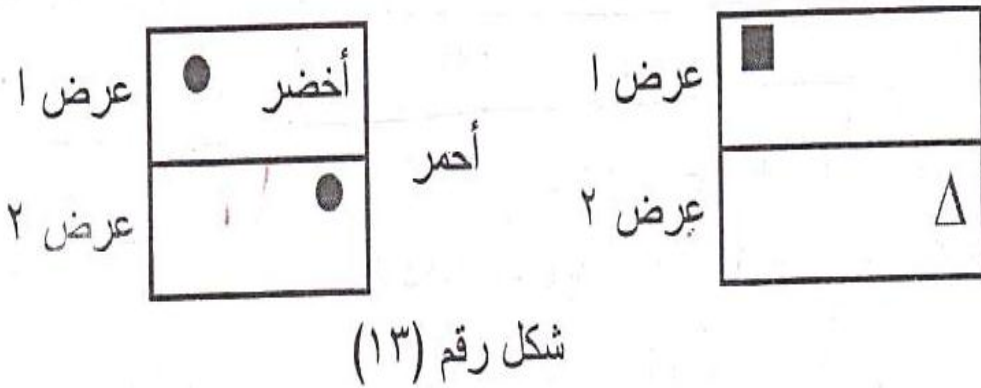 عرض ١
أخضر
عرض ١
أحمر
عرض ٢
عرض ٢
شكل رقم (١٣)